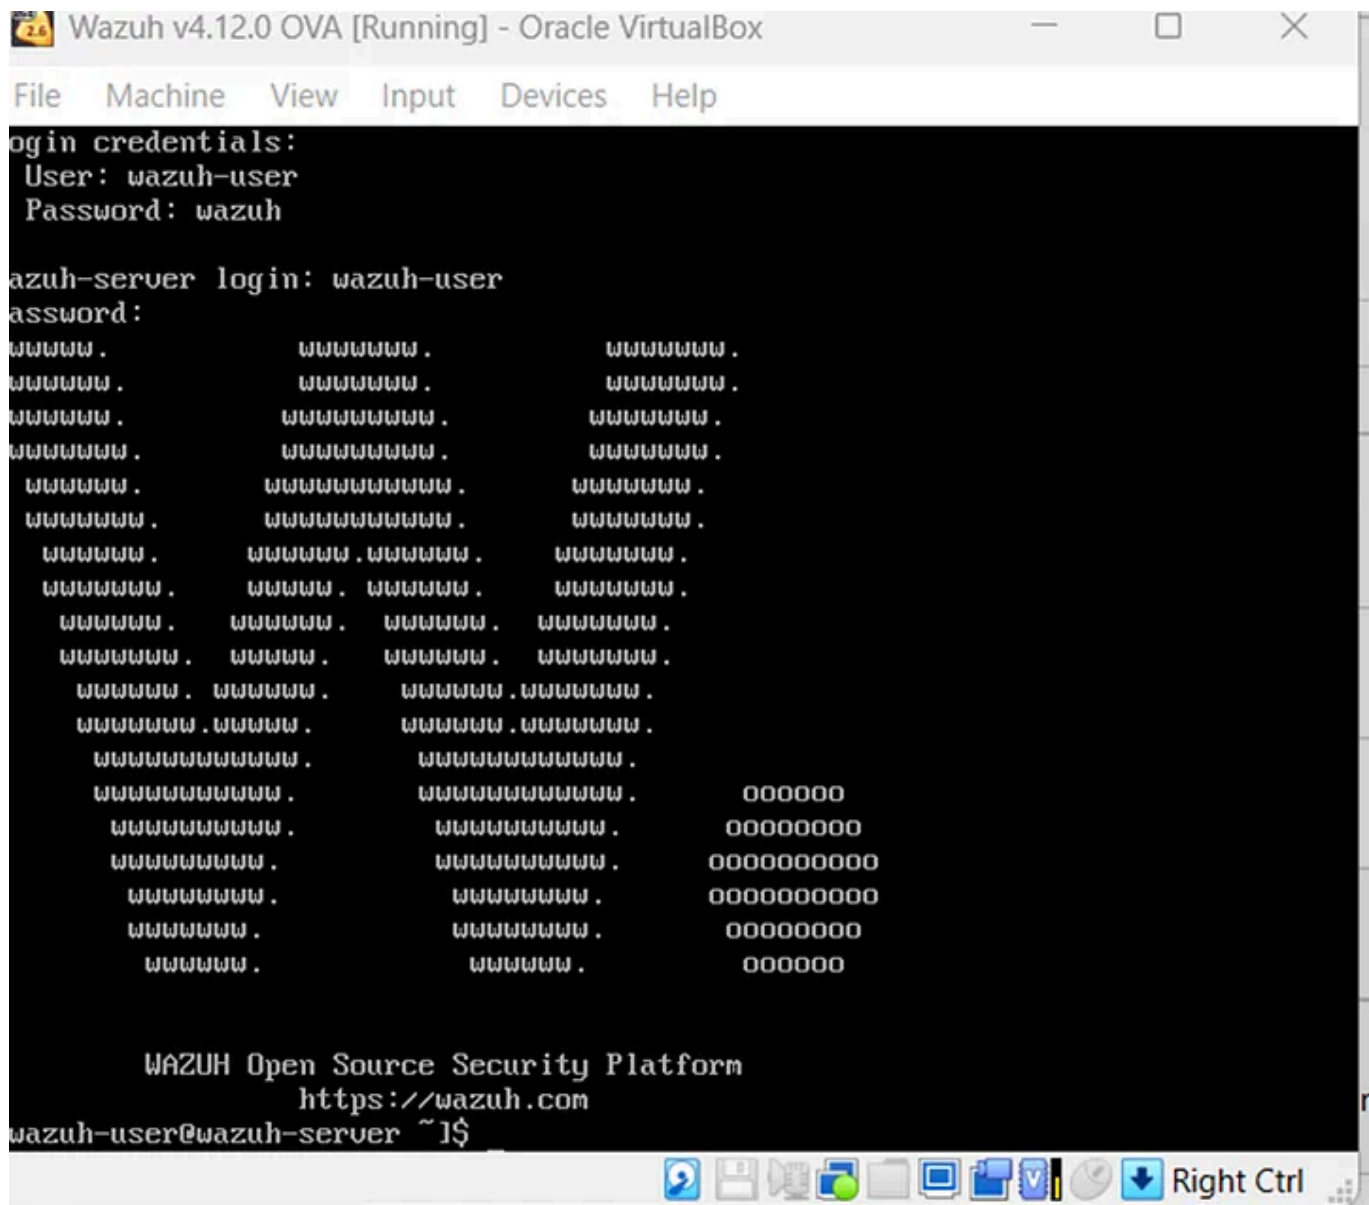 Wazuh v4.12.0 OVA [Running] - Oracle VirtualBox
File Machine View Input Devices Help
ogin credentials:
User: wazuh-user
Password: wazuh
azuh-server login: wazuh-user
assword:
wwwww. wwwwwww. wwwwwww.
wwwwww. wwwwwww. wwwwwww.
wwwwww. wwwwwwwww. wwwwwww.
wwwwwww. wwwwwwwww. wwwwwww.
wwwwww. wwwwwwwwwww. wwwwwww.
wwwwwww. wwwwwwwwwww. wwwwwww.
wwwwww. wwwwww.wwwwww. wwwwwww.
wwwwwww. wwwww. wwwwww. wwwwwww.
wwwwww. wwwwww. wwwwww. wwwwwww.
wwwwwww. wwwww. wwwwww. wwwwwww.
wwwwww. wwwwww. wwwwww.wwwwwww.
wwwwwww.wwwww. wwwwww.wwwwwww.
wwwwwwwwwwww. wwwwwwwwwwww.
wwwwwwwwwww. wwwwwwwwwwww. oooooo
wwwwwwwwww. wwwwwwwwww. oooooooo
wwwwwwwww. wwwwwwwwww. oooooooooo
wwwwwwww. wwwwwwww. oooooooooo
wwwwwww. wwwwwwww. oooooooo
wwwwww. wwwwww. oooooo
WAZUH Open Source Security Platform
https://wazuh.com
wazuh-user@wazuh-server ~]$
Right Ctrl